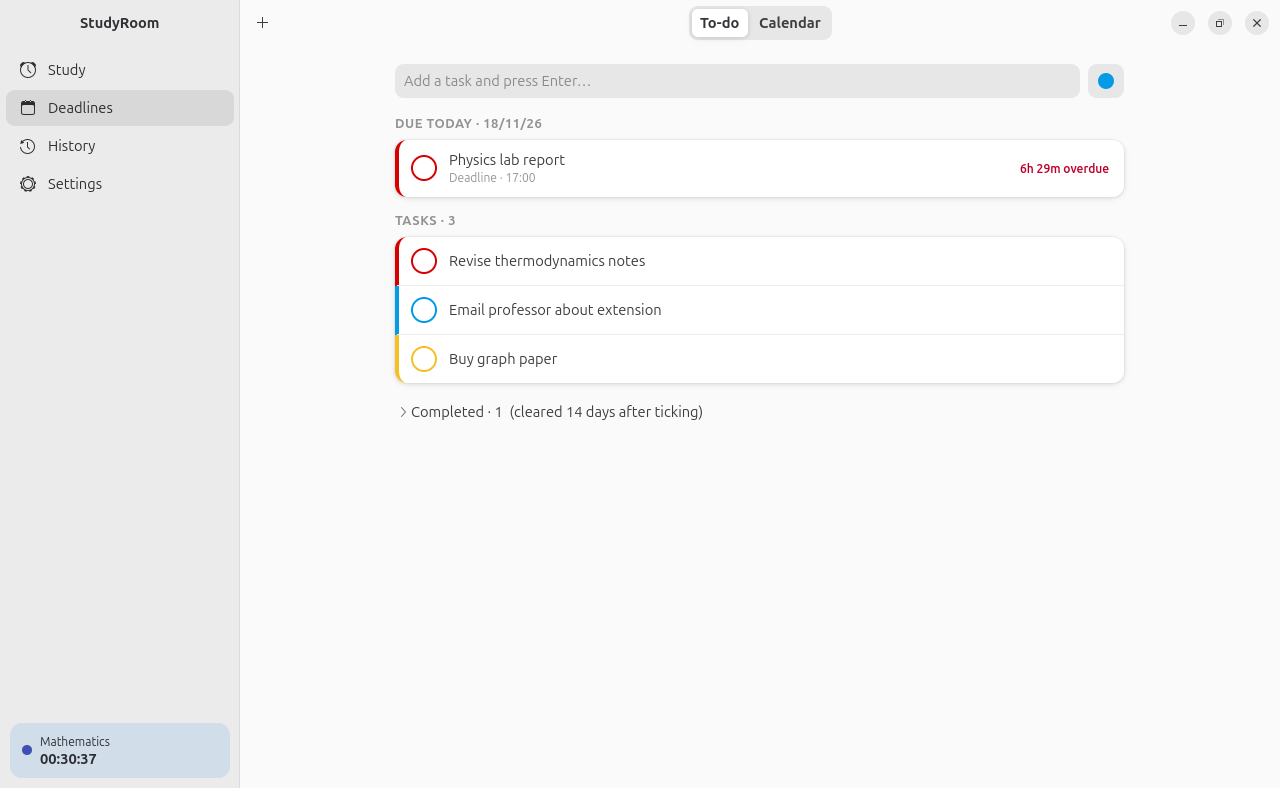 StudyRoom
Study
Deadlines
History
Settings
Mathematics
00:30:37
To-do
Calendar
Add a task and press Enter…
DUE TODAY · 18/11/26
Physics lab report
Deadline · 17:00
6h 29m overdue
TASKS · 3
Revise thermodynamics notes
Email professor about extension
Buy graph paper
Completed · 1 (cleared 14 days after ticking)